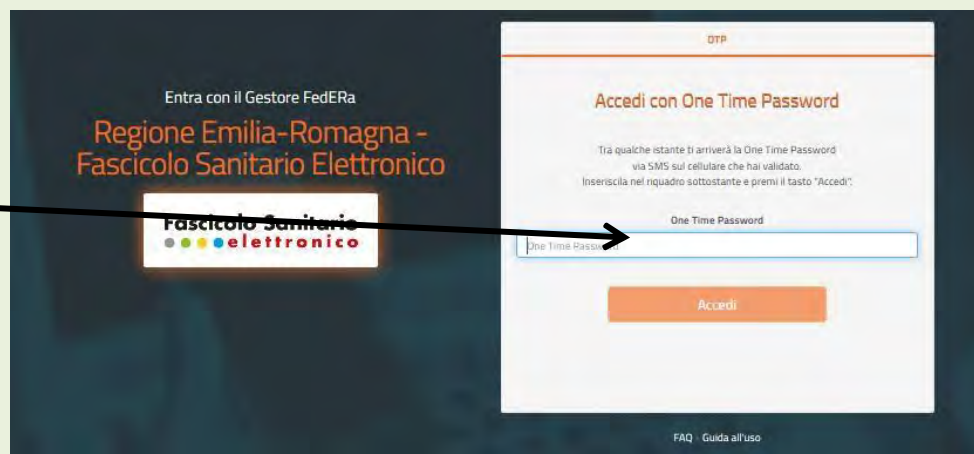 Entra con il Gestore FedERa
Regione Emilia-Romagna -
Fascicolo Sanitario Elettronico
Fascicolo Sanitario
elettronico
OTP
Accedi con One Time Password
Tra qualche istante ti arriverà la One Time Password
via SMS sul cellulare che hai validato.
Inseriscila nel riquadro sottostante e premi il tasto "Accedi".
One Time Password
One Time Password
Accedi
FAQ - Guida all'uso